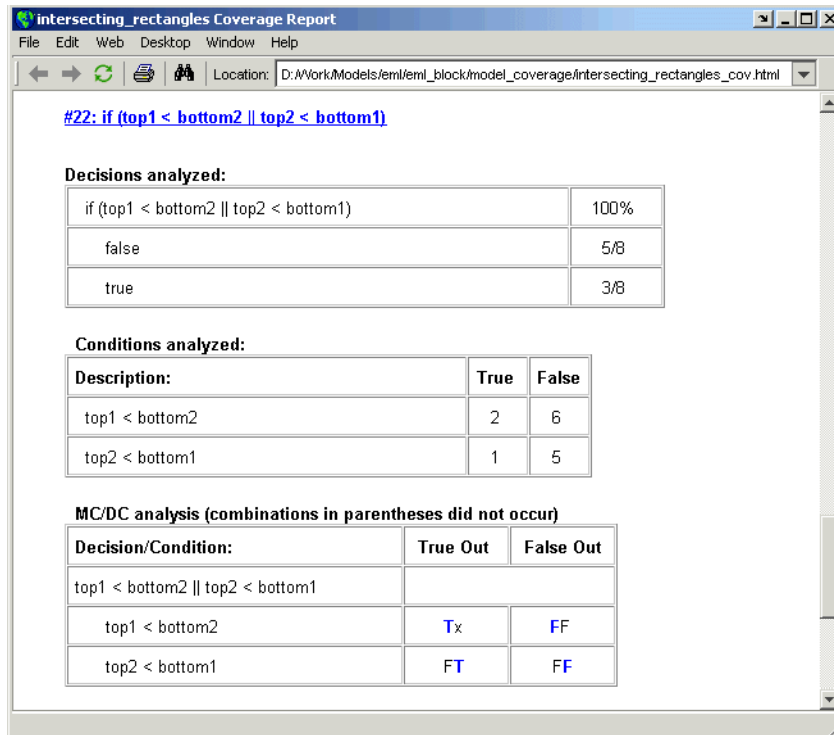 intersecting_rectangles Coverage Report
File Edit Web Desktop Window Help
Location: D:/Work/Models/eml/eml_block/model_coverage/intersecting_rectangles_cov.html
#22: if (top1 < bottom2 || top2 < bottom1)
Decisions analyzed:
if (top1 < bottom2 || top2 < bottom1) 100%
false 5/8
true 3/8
Conditions analyzed:
Description: True False
top1 < bottom2 2 6
top2 < bottom1 1 5
MC/DC analysis (combinations in parentheses did not occur)
Decision/Condition: True Out False Out
top1 < bottom2 || top2 < bottom1
top1 < bottom2 Tx FF
top2 < bottom1 FT FF